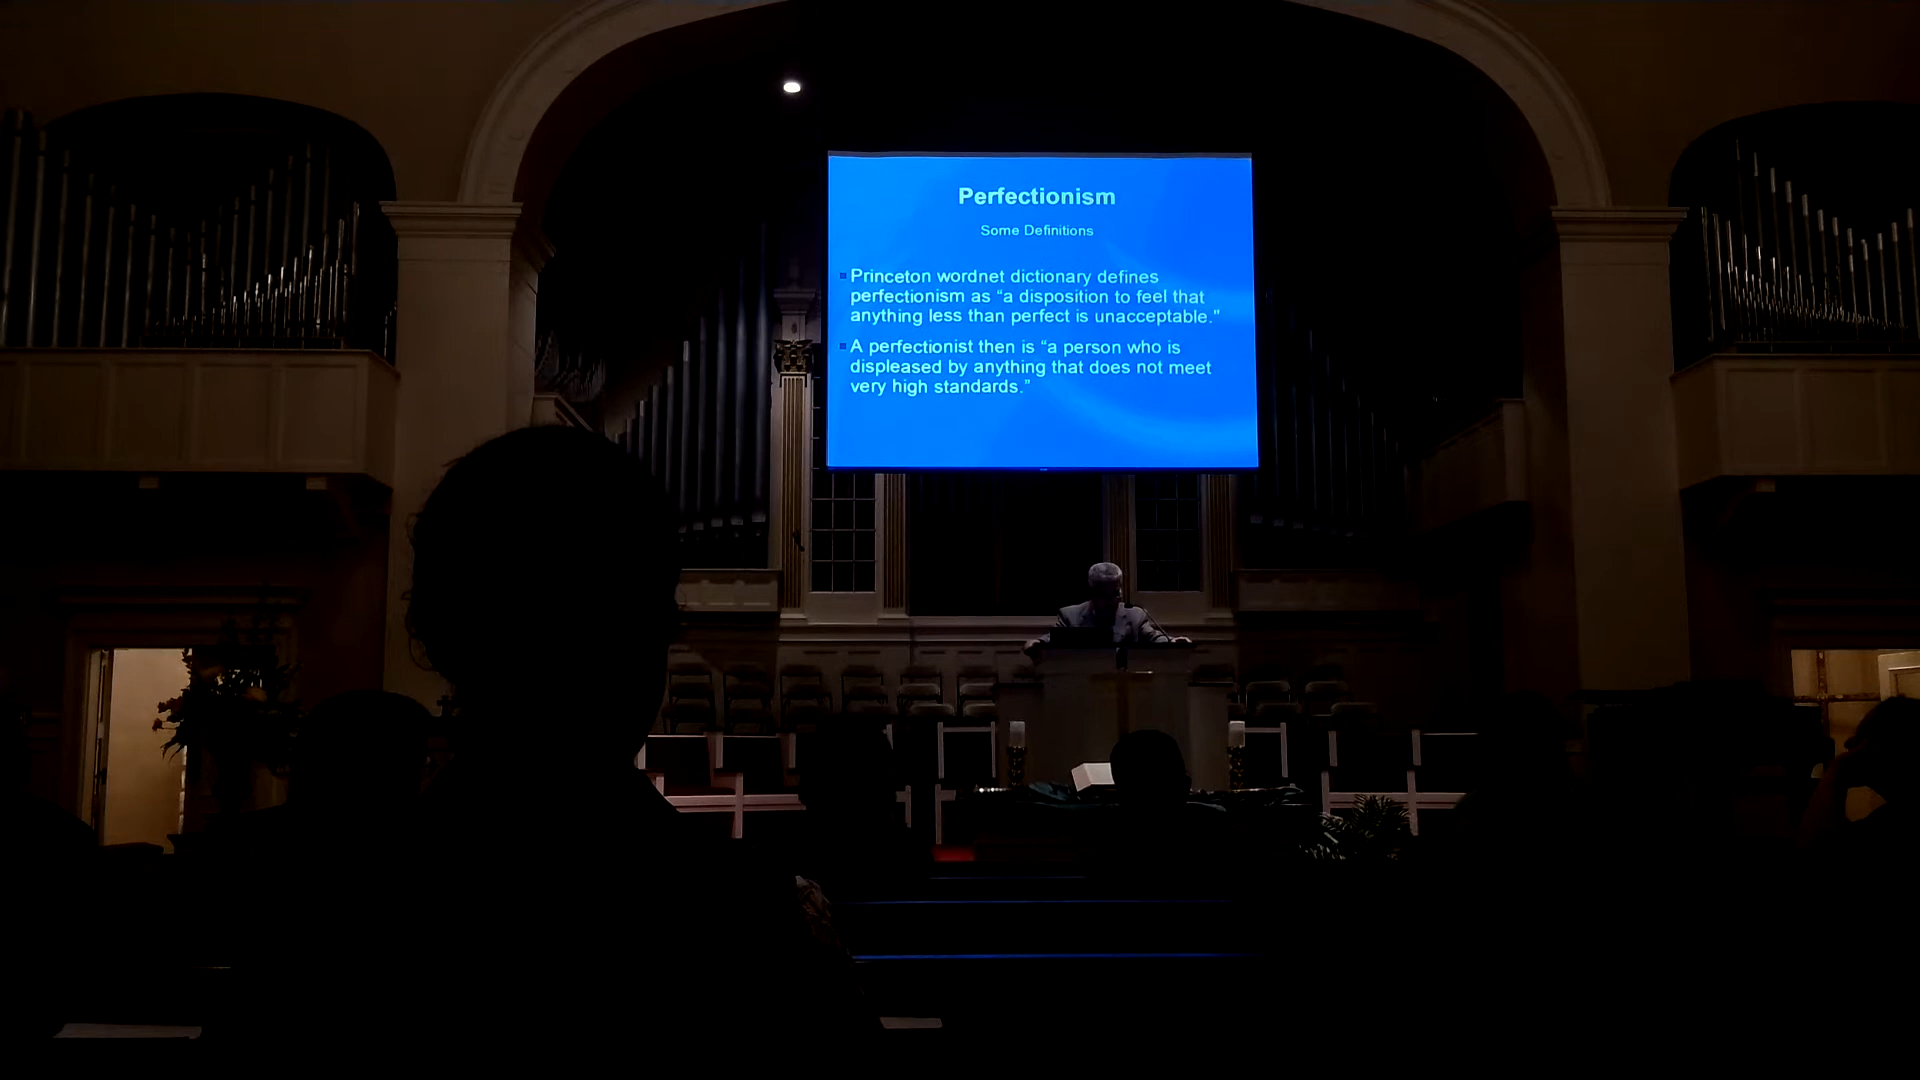 Perfectionism
Some Definitions
Princeton wordnet dictionary defines
perfectionism as “a disposition to feel that
anything less than perfect is unacceptable.”
A perfectionist then is “a person who is
displeased by anything that does not meet
very high standards.”